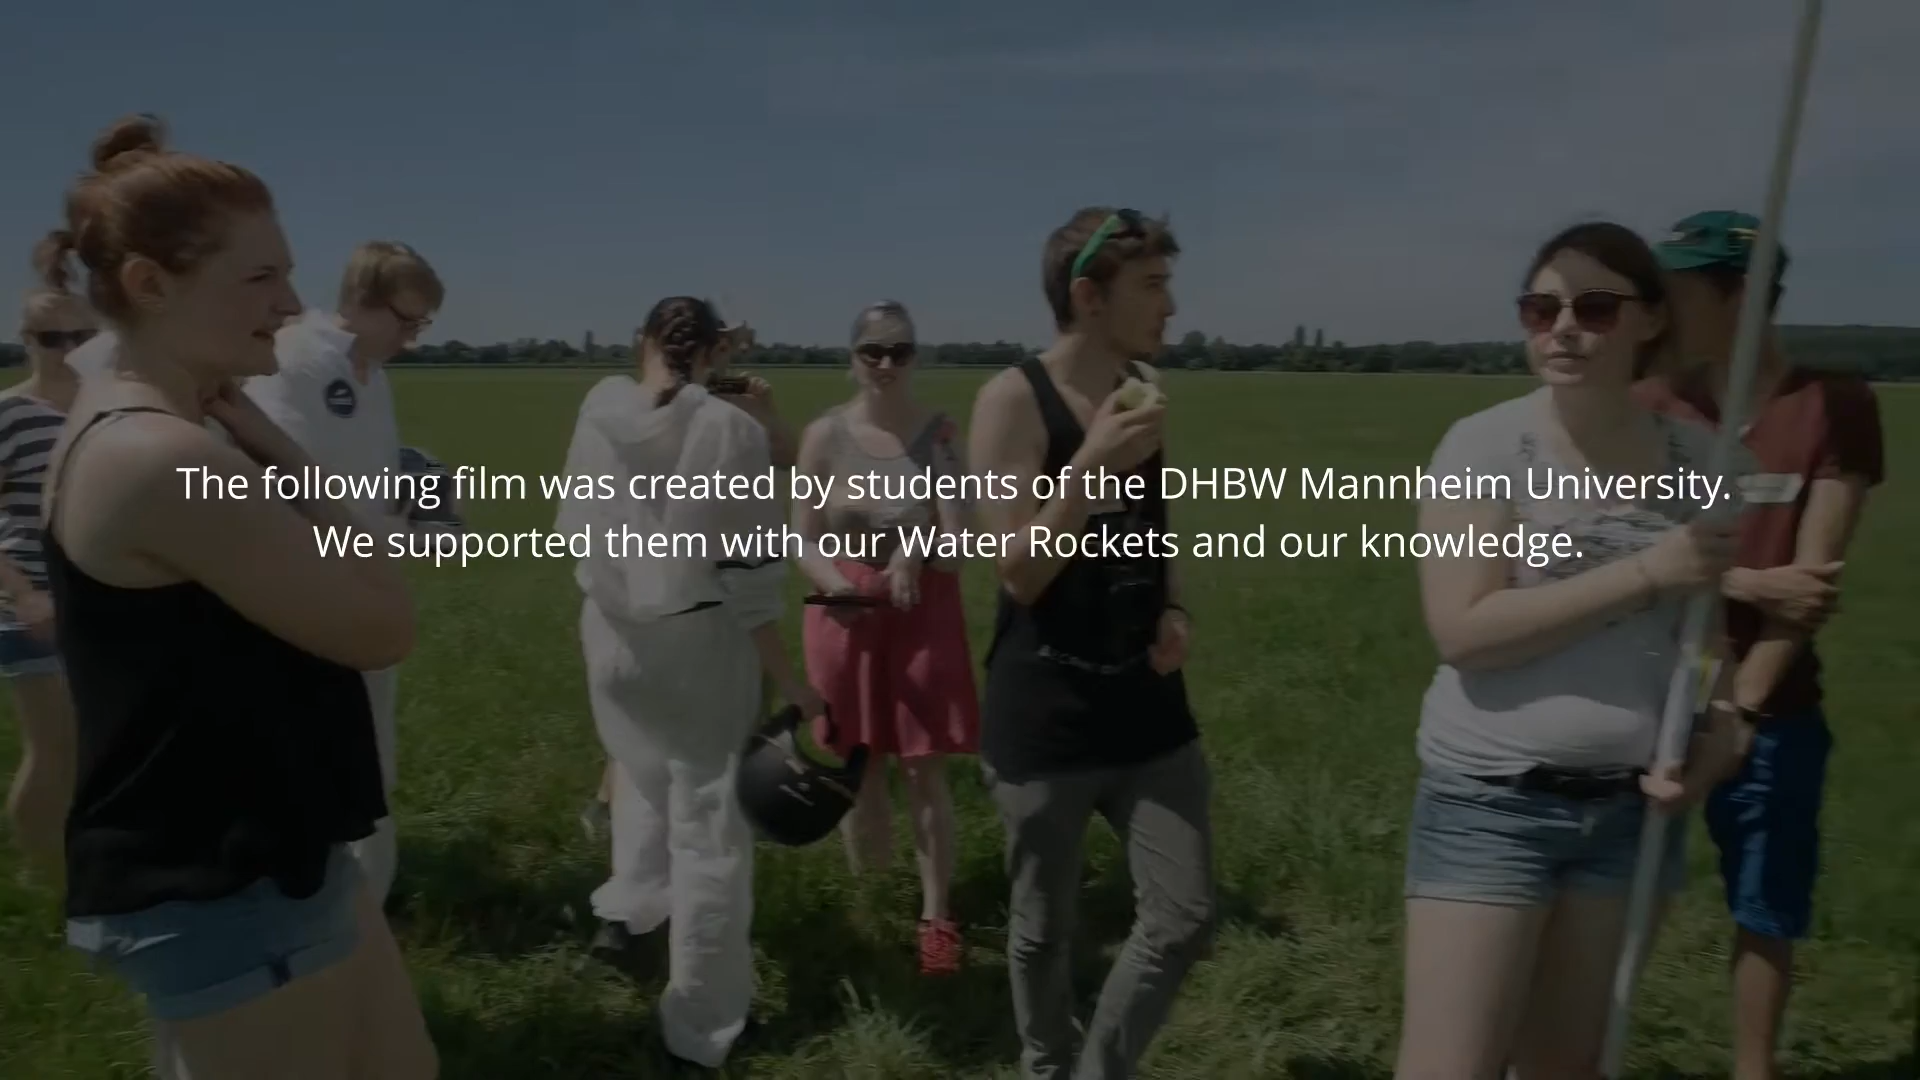 The following film was created by students of the DHBW Mannheim University.
We supported them with our Water Rockets and our knowledge.